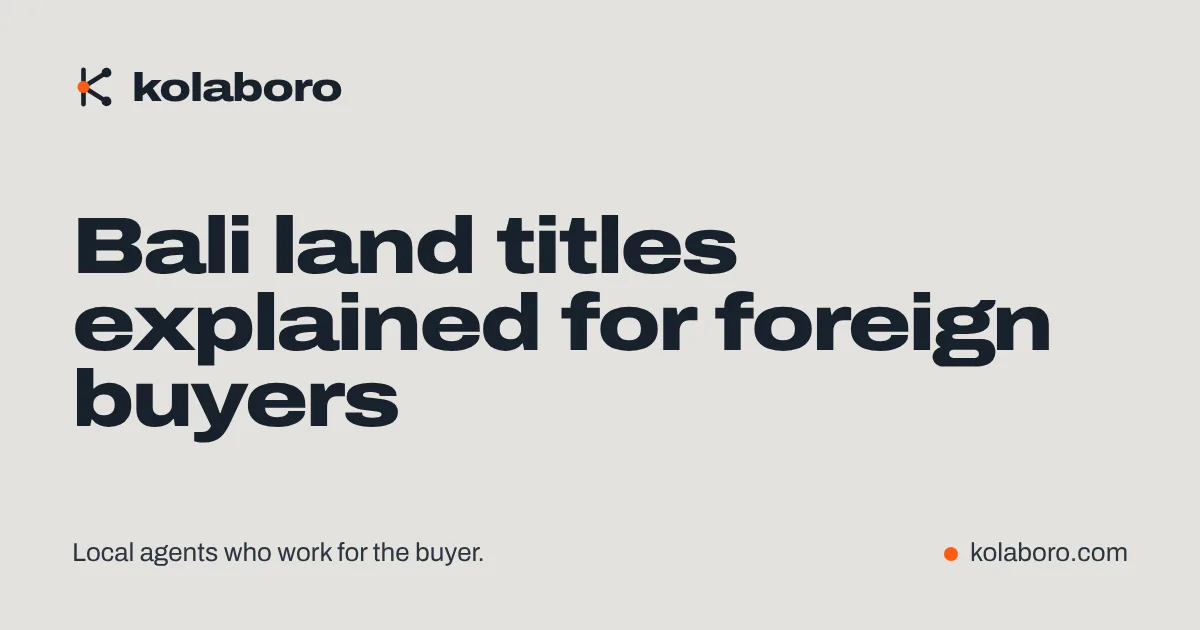 kolaboro
Bali land titles
explained for foreign
buyers
Local agents who work for the buyer.
kolaboro.com